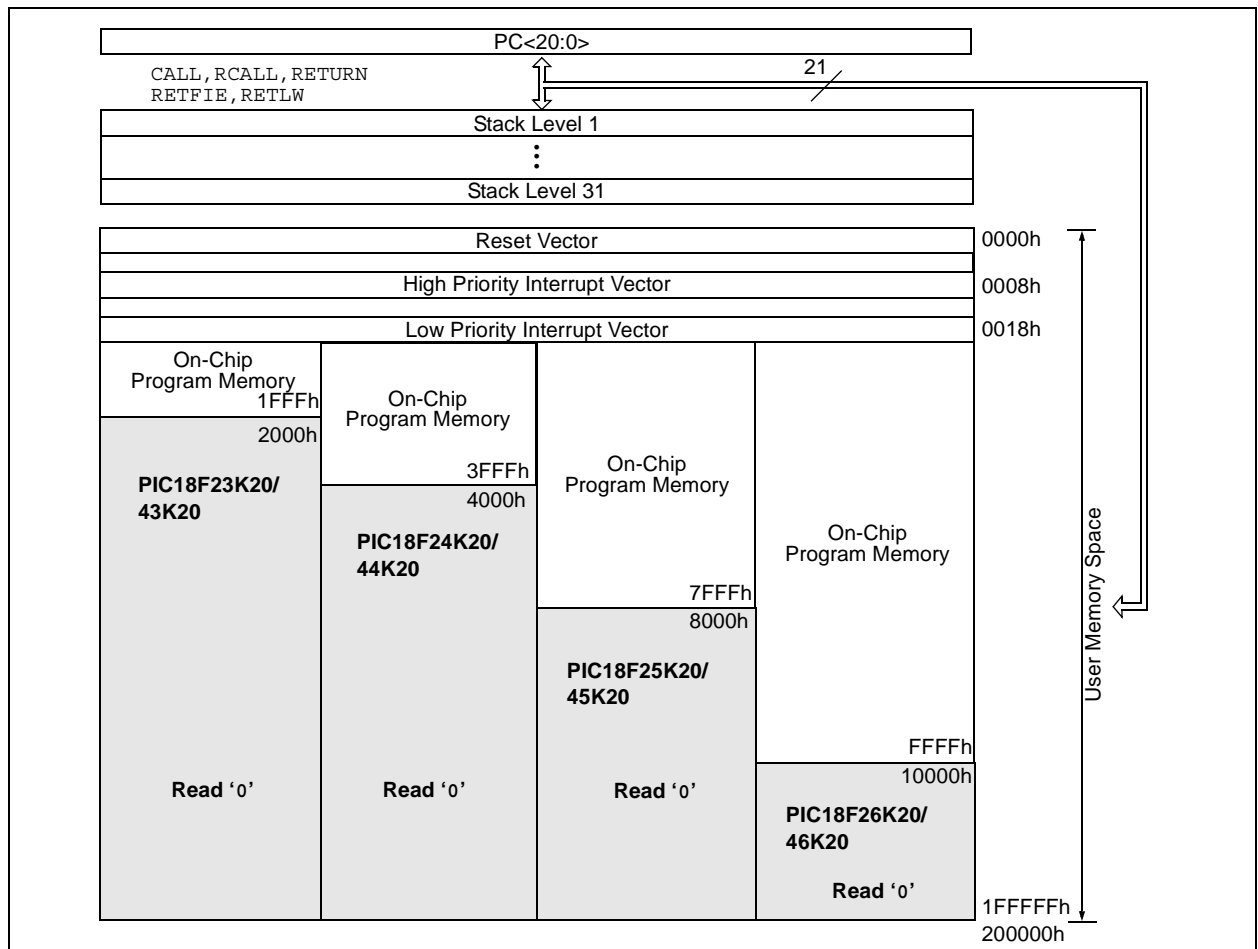 PC<20:0>
CALL,RCALL,RETURN
RETFIE,RETLW
21
Stack Level 1
Stack Level 31
Reset Vector
0000h
High Priority Interrupt Vector
0008h
Low Priority Interrupt Vector
0018h
On-Chip
Program Memory
1FFFh
2000h
PIC18F23K20/
43K20
Read ‘0’
On-Chip
Program Memory
3FFFh
4000h
PIC18F24K20/
44K20
Read ‘0’
On-Chip
Program Memory
7FFFh
8000h
PIC18F25K20/
45K20
Read ‘0’
On-Chip
Program Memory
FFFFh
10000h
PIC18F26K20/
46K20
Read ‘0’
1FFFFFh
200000h
User Memory Space